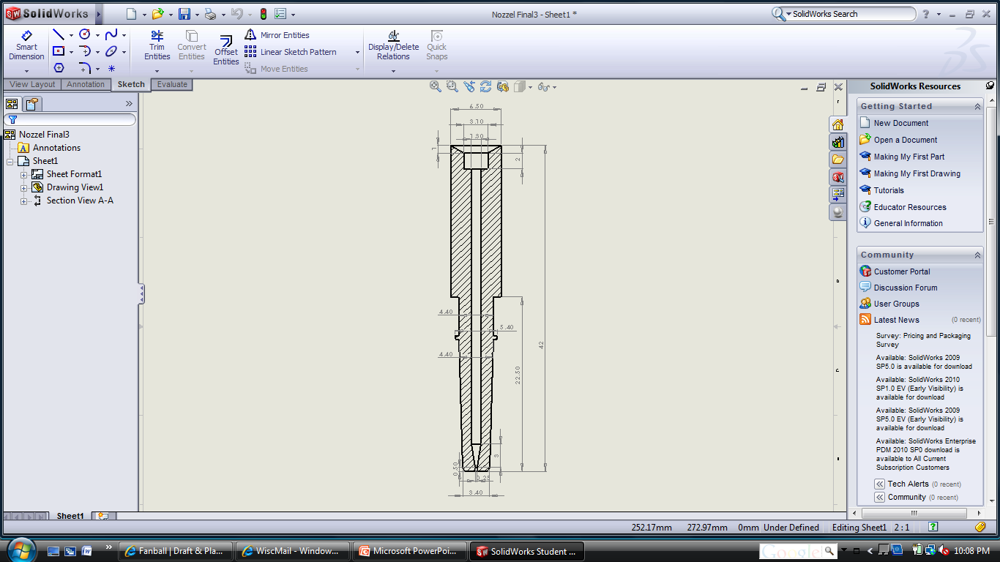 SolidWorks
Nozzel Final3 - Sheet1 *
SolidWorks Search
Smart Dimension
Trim Entities
Convert Entities
Offset Entities
Mirror Entities
Linear Sketch Pattern
Move Entities
Display/Delete Relations
Quick Snaps
View Layout
Annotation
Sketch
Evaluate
Nozzel Final3
Annotations
Sheet1
Sheet Format1
Drawing View1
Section View A-A
6.50
3.10
1.30
1
2
4.40
5.40
4.40
42
22.50
3
0.50
0.25
3.40
SolidWorks Resources
Getting Started
New Document
Open a Document
Making My First Part
Making My First Drawing
Tutorials
Educator Resources
General Information
Community
Customer Portal
Discussion Forum
User Groups
Latest News (0 recent)
Survey: Pricing and Packaging
Survey
Available: SolidWorks 2009
SP5.0 is available for download
Available: SolidWorks 2010
SP1.0 EV (Early Visibility) is
available for download
Available: SolidWorks 2009
SP5.0 EV (Early Visibility) is
available for download
Available: SolidWorks Enterprise
PDM 2010 SP0 download is
available to All Current
Subscription Customers
Tech Alerts (0 recent)
Community (0 recent)
Sheet1
252.17mm 272.97mm 0mm Under Defined Editing Sheet1 2 : 1
Fanball | Draft & Pla...
WiscMail - Window...
Microsoft PowerPoi...
SolidWorks Student ...
Google
10:08 PM